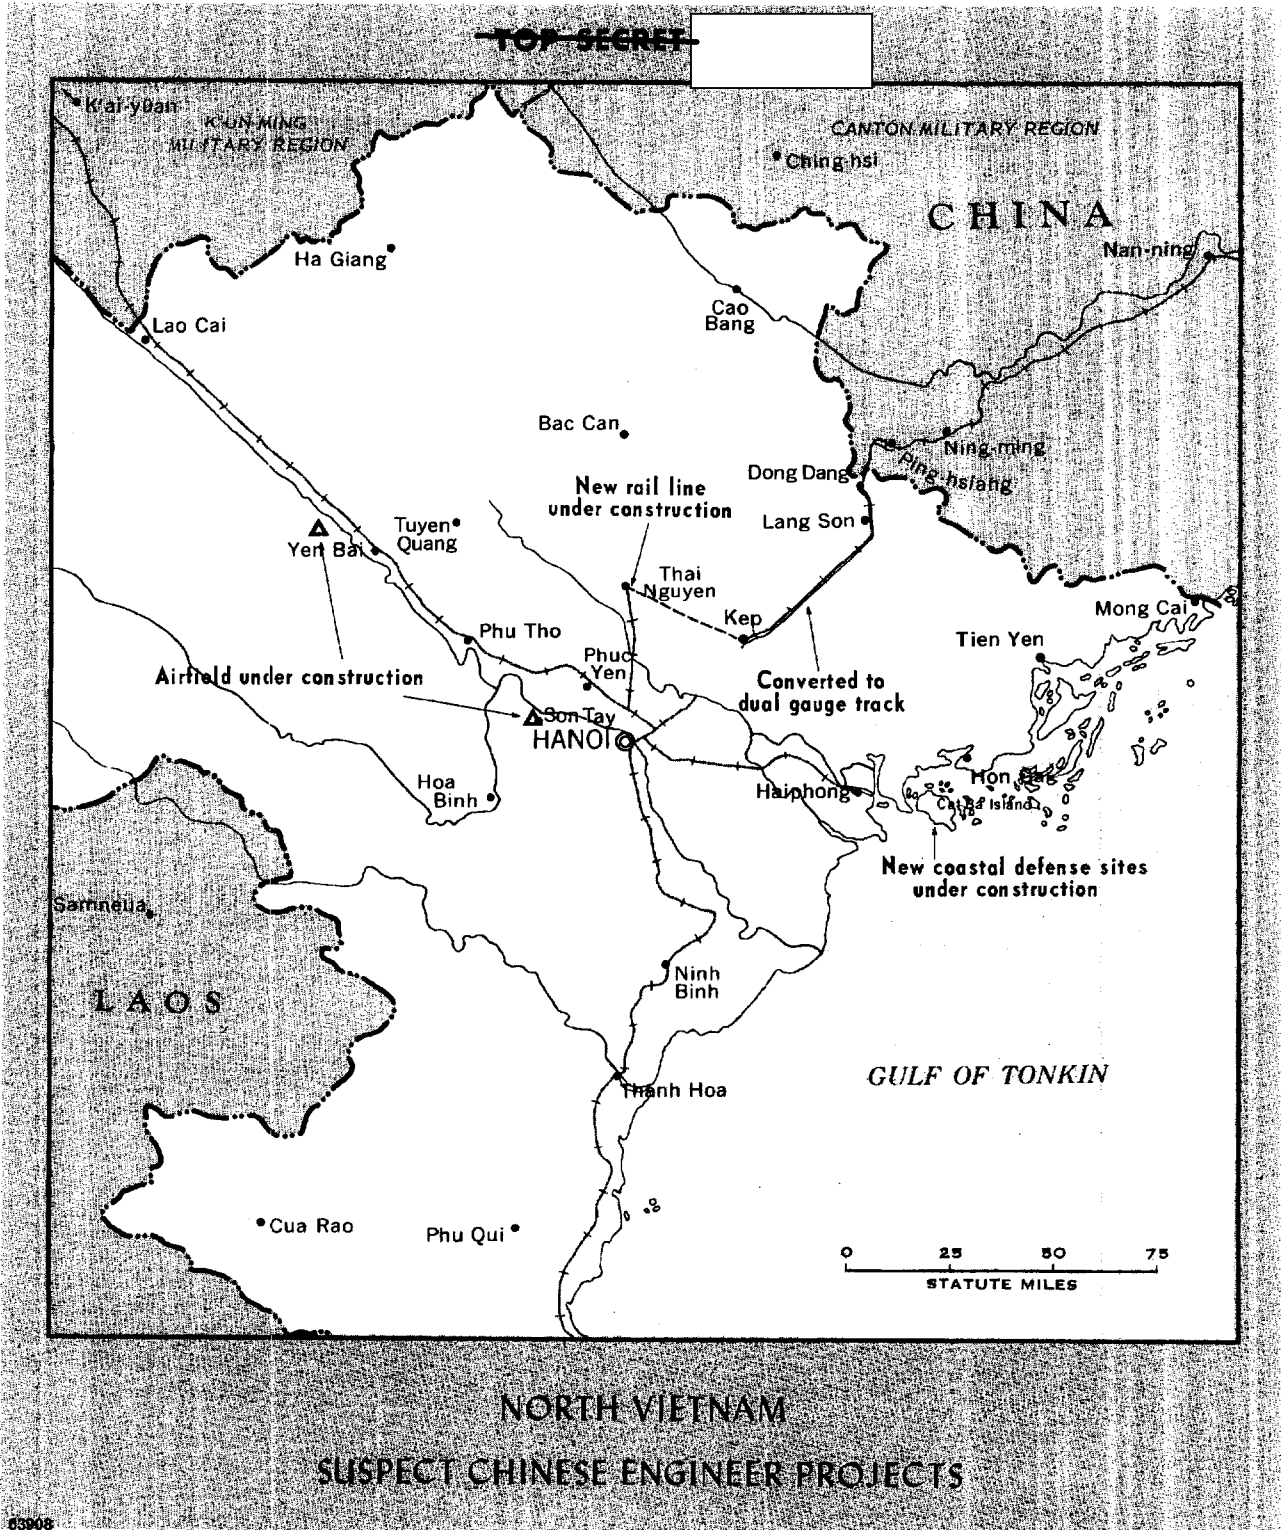 TOP SECRET
K'ai-yüan
K'UN-MING
MILITARY REGION
CANTON MILITARY REGION
Ching-hsi
CHINA
Nan-ning
Ha Giang
Cao
Bang
Lao Cai
Bac Can
Ning-ming
P'ing-hsiang
Dong Dang
New rail line
under construction
Lang Son
Tuyen
Quang
Yen Bai
Thai
Nguyen
Mong Cai
Kep
Phu Tho
Tien Yen
Phuc
Yen
Airfield under construction
Converted to
dual gauge track
Son Tay
HANOI
Hoa
Binh
Haiphong
Hon Gai
Cat Ba Island
New coastal defense sites
under construction
Samneua
Ninh
Binh
LAOS
GULF OF TONKIN
Thanh Hoa
Cua Rao
Phu Qui
0 25 50 75
STATUTE MILES
NORTH VIETNAM
SUSPECT CHINESE ENGINEER PROJECTS
63908